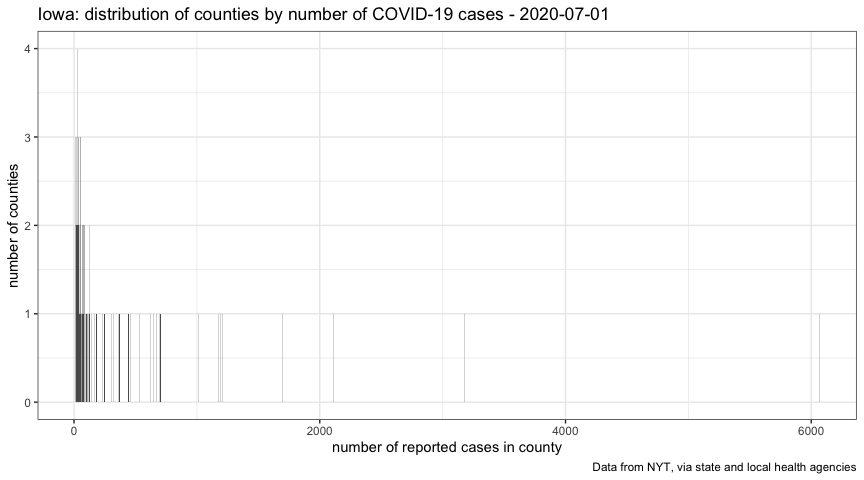 Iowa: distribution of counties by number of COVID-19 cases - 2020-07-01
4
3
2
1
0
number of counties
0 2000 4000 6000
number of reported cases in county
Data from NYT, via state and local health agencies